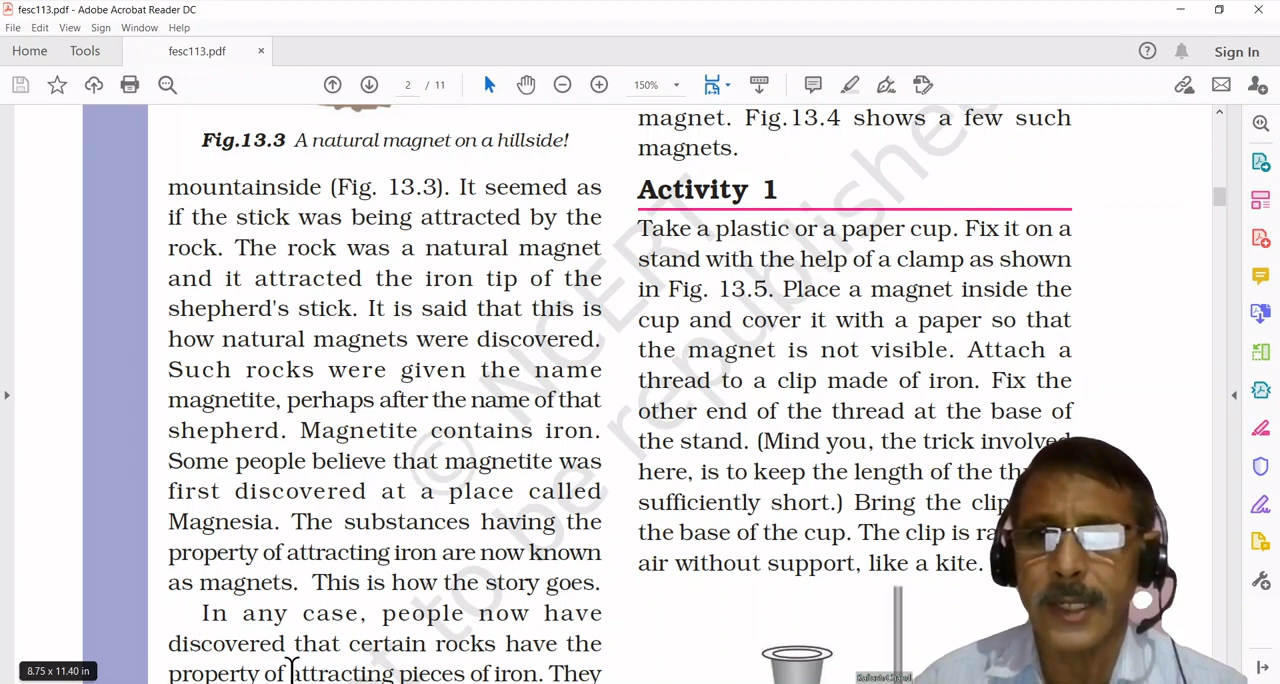 fesc113.pdf - Adobe Acrobat Reader DC
File Edit View Sign Window Help
Home Tools fesc113.pdf × Sign In
2 / 11 150%
Fig.13.3 A natural magnet on a hillside!
mountainside (Fig. 13.3). It seemed as
if the stick was being attracted by the
rock. The rock was a natural magnet
and it attracted the iron tip of the
shepherd's stick. It is said that this is
how natural magnets were discovered.
Such rocks were given the name
magnetite, perhaps after the name of that
shepherd. Magnetite contains iron.
Some people believe that magnetite was
first discovered at a place called
Magnesia. The substances having the
property of attracting iron are now known
as magnets. This is how the story goes.
In any case, people now have
discovered that certain rocks have the
property of attracting pieces of iron. They
magnet. Fig.13.4 shows a few such
magnets.
Activity 1
Take a plastic or a paper cup. Fix it on a
stand with the help of a clamp as shown
in Fig. 13.5. Place a magnet inside the
cup and cover it with a paper so that
the magnet is not visible. Attach a
thread to a clip made of iron. Fix the
other end of the thread at the base of
the stand. (Mind you, the trick involved
here, is to keep the length of the
sufficiently short.) Bring the clip
the base of the cup. The clip is
air without support, like a kite.
© NCERT
to be republished
8.75 x 11.40 in